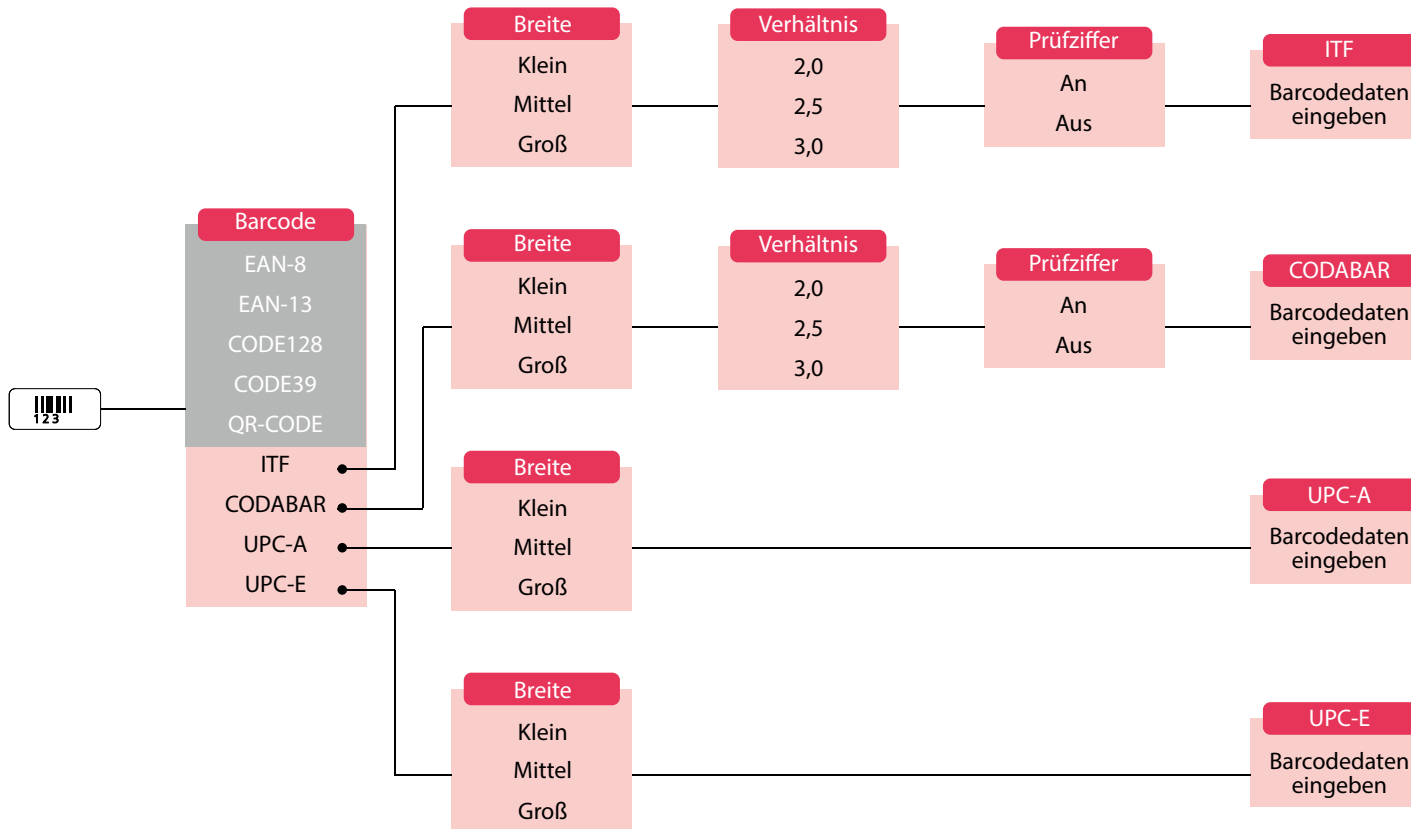 Breite
Klein
Mittel
Groß
Verhältnis
2,0
2,5
3,0
Prüfziffer
An
Aus
ITF
Barcodedaten
eingeben
Barcode
EAN-8
EAN-13
CODE128
CODE39
QR-CODE
ITF
CODABAR
UPC-A
UPC-E
123
Breite
Klein
Mittel
Groß
Verhältnis
2,0
2,5
3,0
Prüfziffer
An
Aus
CODABAR
Barcodedaten
eingeben
Breite
Klein
Mittel
Groß
UPC-A
Barcodedaten
eingeben
Breite
Klein
Mittel
Groß
UPC-E
Barcodedaten
eingeben